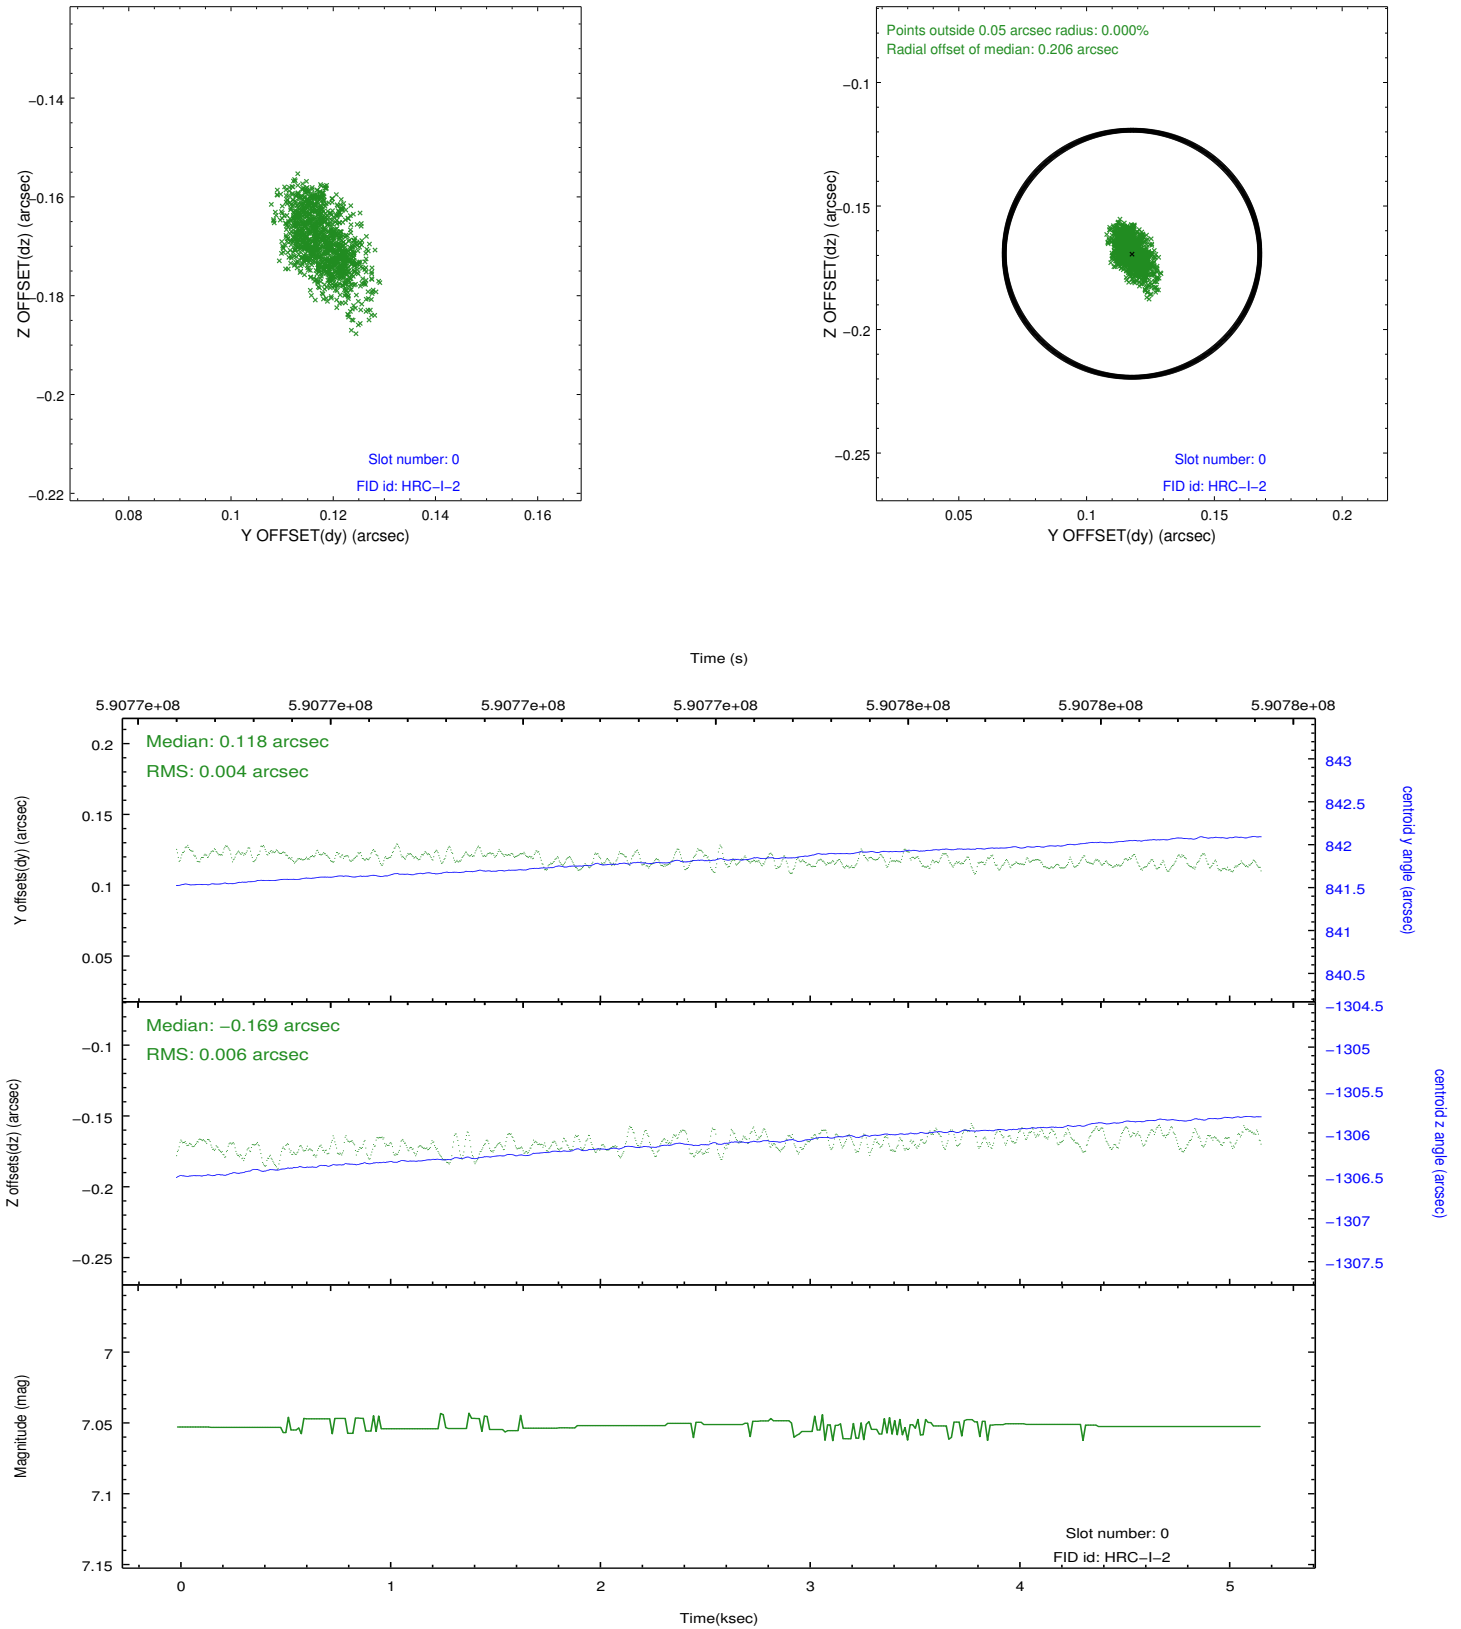 −0.14
−0.16
−0.18
−0.2
−0.22
Z OFFSET(dz) (arcsec)
Slot number: 0
FID id: HRC−I−2
0.08 0.1 0.12 0.14 0.16
Y OFFSET(dy) (arcsec)
Points outside 0.05 arcsec radius: 0.000%
Radial offset of median: 0.206 arcsec
−0.1
−0.15
−0.2
−0.25
Z OFFSET(dz) (arcsec)
Slot number: 0
FID id: HRC−I−2
0.05 0.1 0.15 0.2
Y OFFSET(dy) (arcsec)
Time (s)
5.9077e+08 5.9077e+08 5.9077e+08 5.9077e+08 5.9078e+08 5.9078e+08 5.9078e+08
Median: 0.118 arcsec
RMS: 0.004 arcsec
0.2
0.15
0.1
0.05
Y offsets(dy) (arcsec)
843
842.5
842
841.5
841
840.5
centroid y angle (arcsec)
Median: −0.169 arcsec
RMS: 0.006 arcsec
−0.1
−0.15
−0.2
−0.25
Z offsets(dz) (arcsec)
−1304.5
−1305
−1305.5
−1306
−1306.5
−1307
−1307.5
centroid z angle (arcsec)
7
7.05
7.1
7.15
Magnitude (mag)
Slot number: 0
FID id: HRC−I−2
0 1 2 3 4 5
Time(ksec)